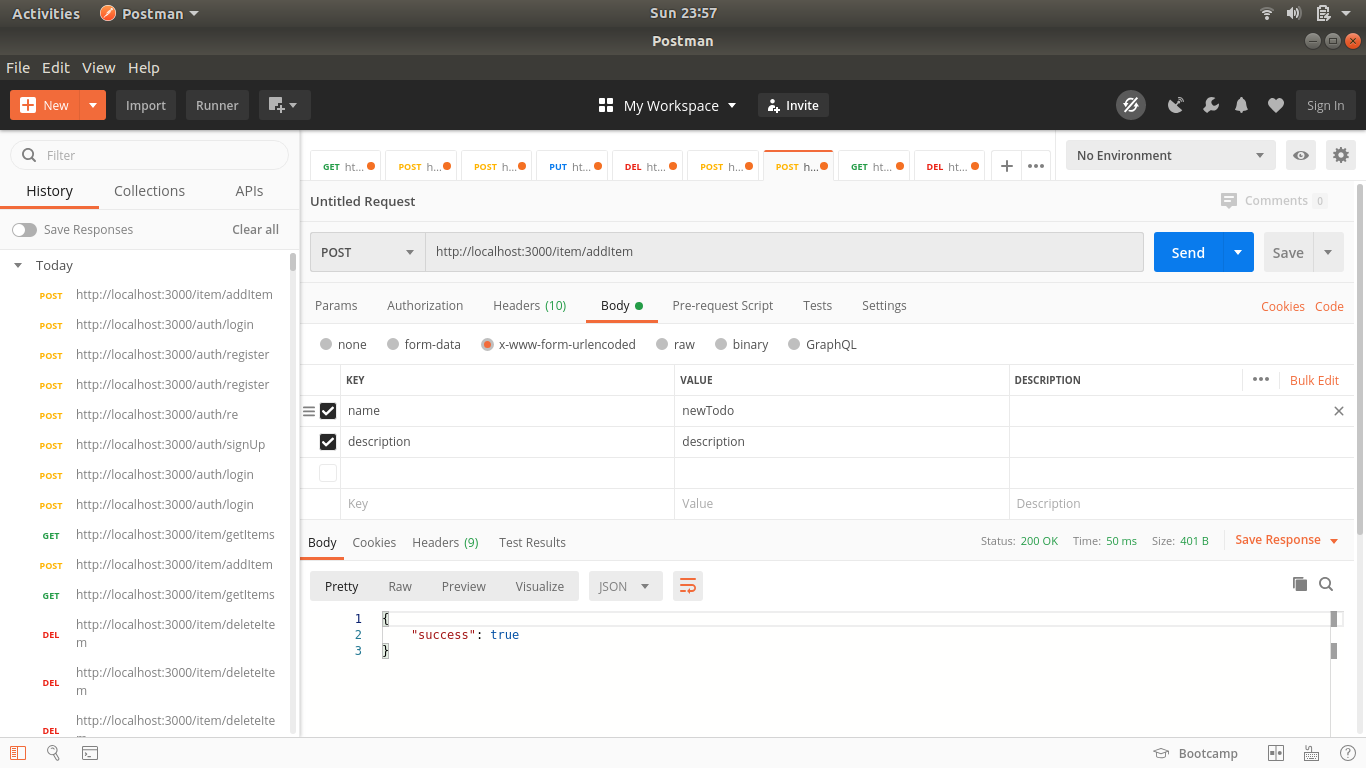 Activities Postman Sun 23:57
Postman
File Edit View Help
New Import Runner My Workspace Invite Sign In
Filter
History Collections APIs
Save Responses Clear all
Today
POST http://localhost:3000/item/addItem
POST http://localhost:3000/auth/login
POST http://localhost:3000/auth/register
POST http://localhost:3000/auth/register
POST http://localhost:3000/auth/re
POST http://localhost:3000/auth/signUp
POST http://localhost:3000/auth/login
POST http://localhost:3000/auth/login
GET http://localhost:3000/item/getItems
POST http://localhost:3000/item/addItem
GET http://localhost:3000/item/getItems
DEL http://localhost:3000/item/deleteIte
m
DEL http://localhost:3000/item/deleteIte
m
DEL http://localhost:3000/item/deleteIte
GET ht... POST h... POST h... PUT ht... DEL ht... POST h... POST h... GET ht... DEL ht... No Environment
Untitled Request Comments 0
POST http://localhost:3000/item/addItem Send Save
Params Authorization Headers (10) Body Pre-request Script Tests Settings Cookies Code
none form-data x-www-form-urlencoded raw binary GraphQL
KEY VALUE DESCRIPTION ••• Bulk Edit
name newTodo
description description
Key Value Description
Body Cookies Headers (9) Test Results Status: 200 OK Time: 50 ms Size: 401 B Save Response
Pretty Raw Preview Visualize JSON
1 {
2 "success": true
3 }
Bootcamp